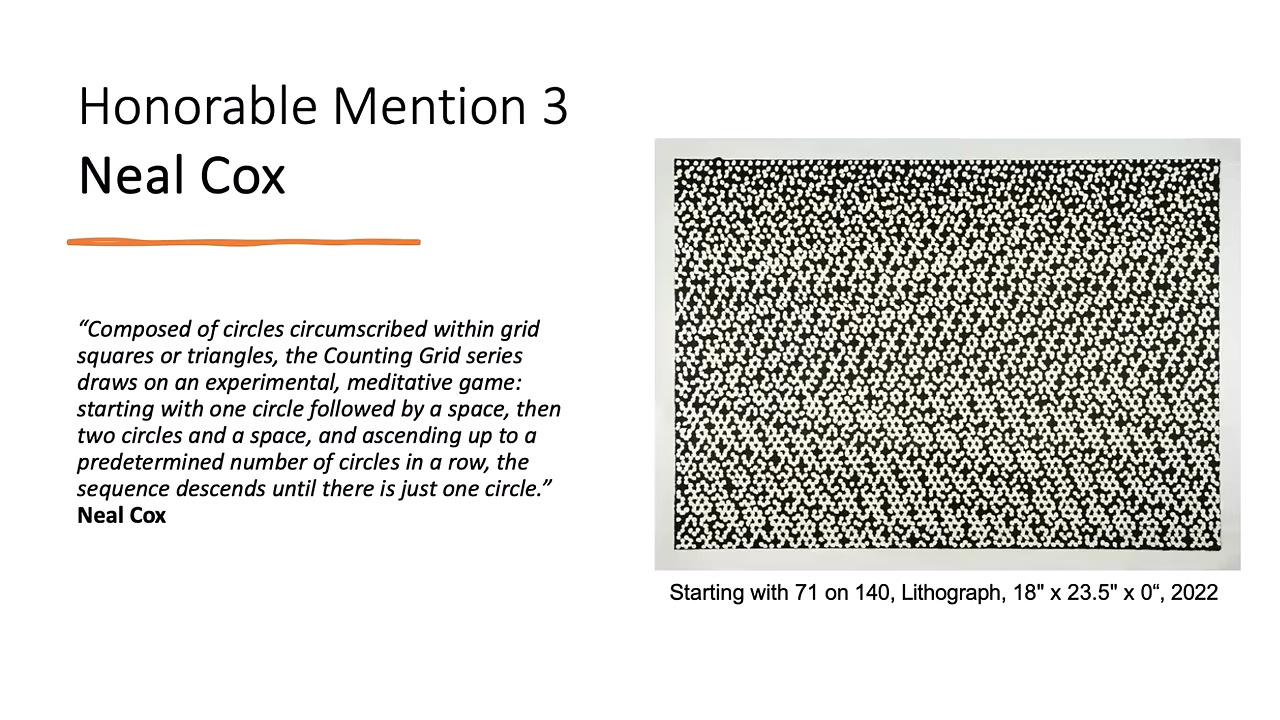 Honorable Mention 3
Neal Cox
“Composed of circles circumscribed within grid
squares or triangles, the Counting Grid series
draws on an experimental, meditative game:
starting with one circle followed by a space, then
two circles and a space, and ascending up to a
predetermined number of circles in a row, the
sequence descends until there is just one circle.”
Neal Cox
Starting with 71 on 140, Lithograph, 18" x 23.5" x 0“, 2022